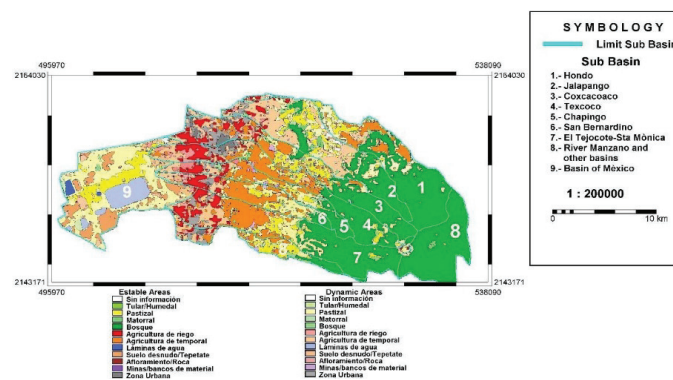 SYMBOLOGY
Limit Sub Basin
Sub Basin
1.- Hondo
2.- Jalapango
3.- Coxcacoaco
4.- Texcoco
5.- Chapingo
6.- San Bernardino
7.- El Tejocote-Sta Mònica
8.- River Manzano and
other basins
9.- Basin of México
1 : 200000
0 10 km
495970 538090
2164030 2164030
9 2 1
3
6 5 4 8
8 7
2143171 2143171
495970 538090
Estable Areas
Sin información
Tular/Humedal
Pastizal
Matorral
Bosque
Agricultura de riego
Agricultura de temporal
Láminas de agua
Suelo desnudo/Tepetate
Afloramiento/Roca
Minas/bancos de material
Zona Urbana
Dynamic Areas
Sin información
Tular/Humedal
Pastizal
Matorral
Bosque
Agricultura de riego
Agricultura de temporal
Láminas de agua
Suelo desnudo/Tepetate
Afloramiento/Roca
Minas/bancos de material
Zona Urbana